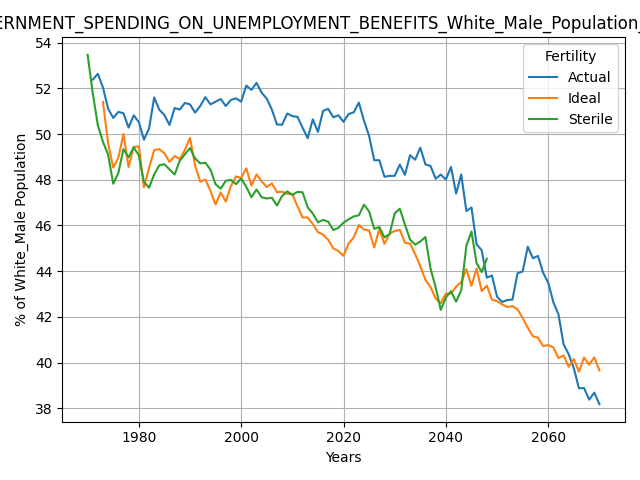 ERNMENT_SPENDING_ON_UNEMPLOYMENT_BENEFITS_White_Male_Population_
Fertility
Actual
Ideal
Sterile
% of White_Male Population
54
52
50
48
46
44
42
40
38
1980
2000
2020
2040
2060
Years